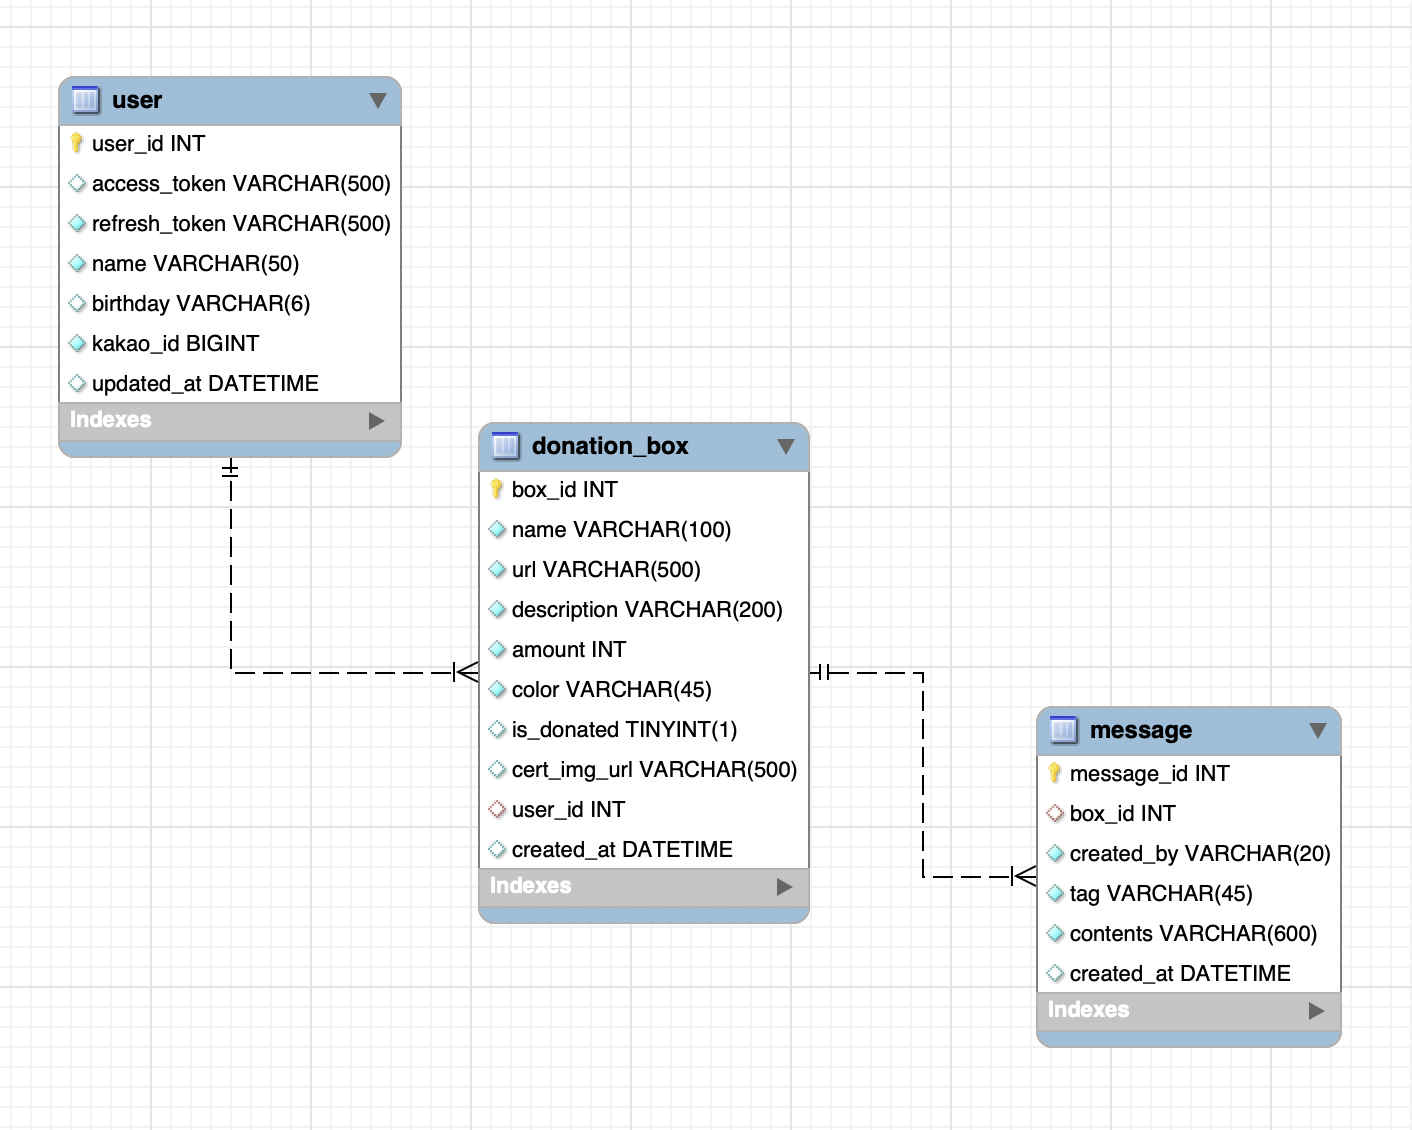 user
user_id INT
access_token VARCHAR(500)
refresh_token VARCHAR(500)
name VARCHAR(50)
birthday VARCHAR(6)
kakao_id BIGINT
updated_at DATETIME
Indexes
donation_box
box_id INT
name VARCHAR(100)
url VARCHAR(500)
description VARCHAR(200)
amount INT
color VARCHAR(45)
is_donated TINYINT(1)
cert_img_url VARCHAR(500)
user_id INT
created_at DATETIME
Indexes
message
message_id INT
box_id INT
created_by VARCHAR(20)
tag VARCHAR(45)
contents VARCHAR(600)
created_at DATETIME
Indexes